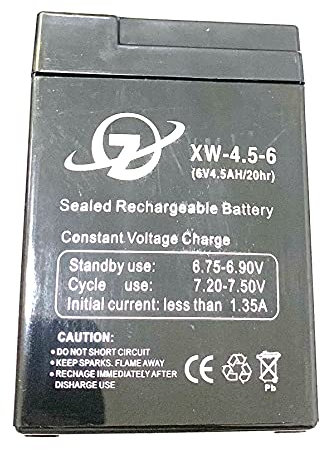 XW-4.5-6
(6V4.5AH/20hr)
Sealed Rechargeable Battery
Constant Voltage Charge
Standby use: 6.75-6.90V
Cycle use: 7.20-7.50V
Initial current: less than 1.35A
CAUTION:
• DO NOT SHORT CIRCUIT
• KEEP SPARKS. FLAME AWAY
• RECHARGE IMMEDIATELY AFTER
DISCHARGE USE
CE
Pb